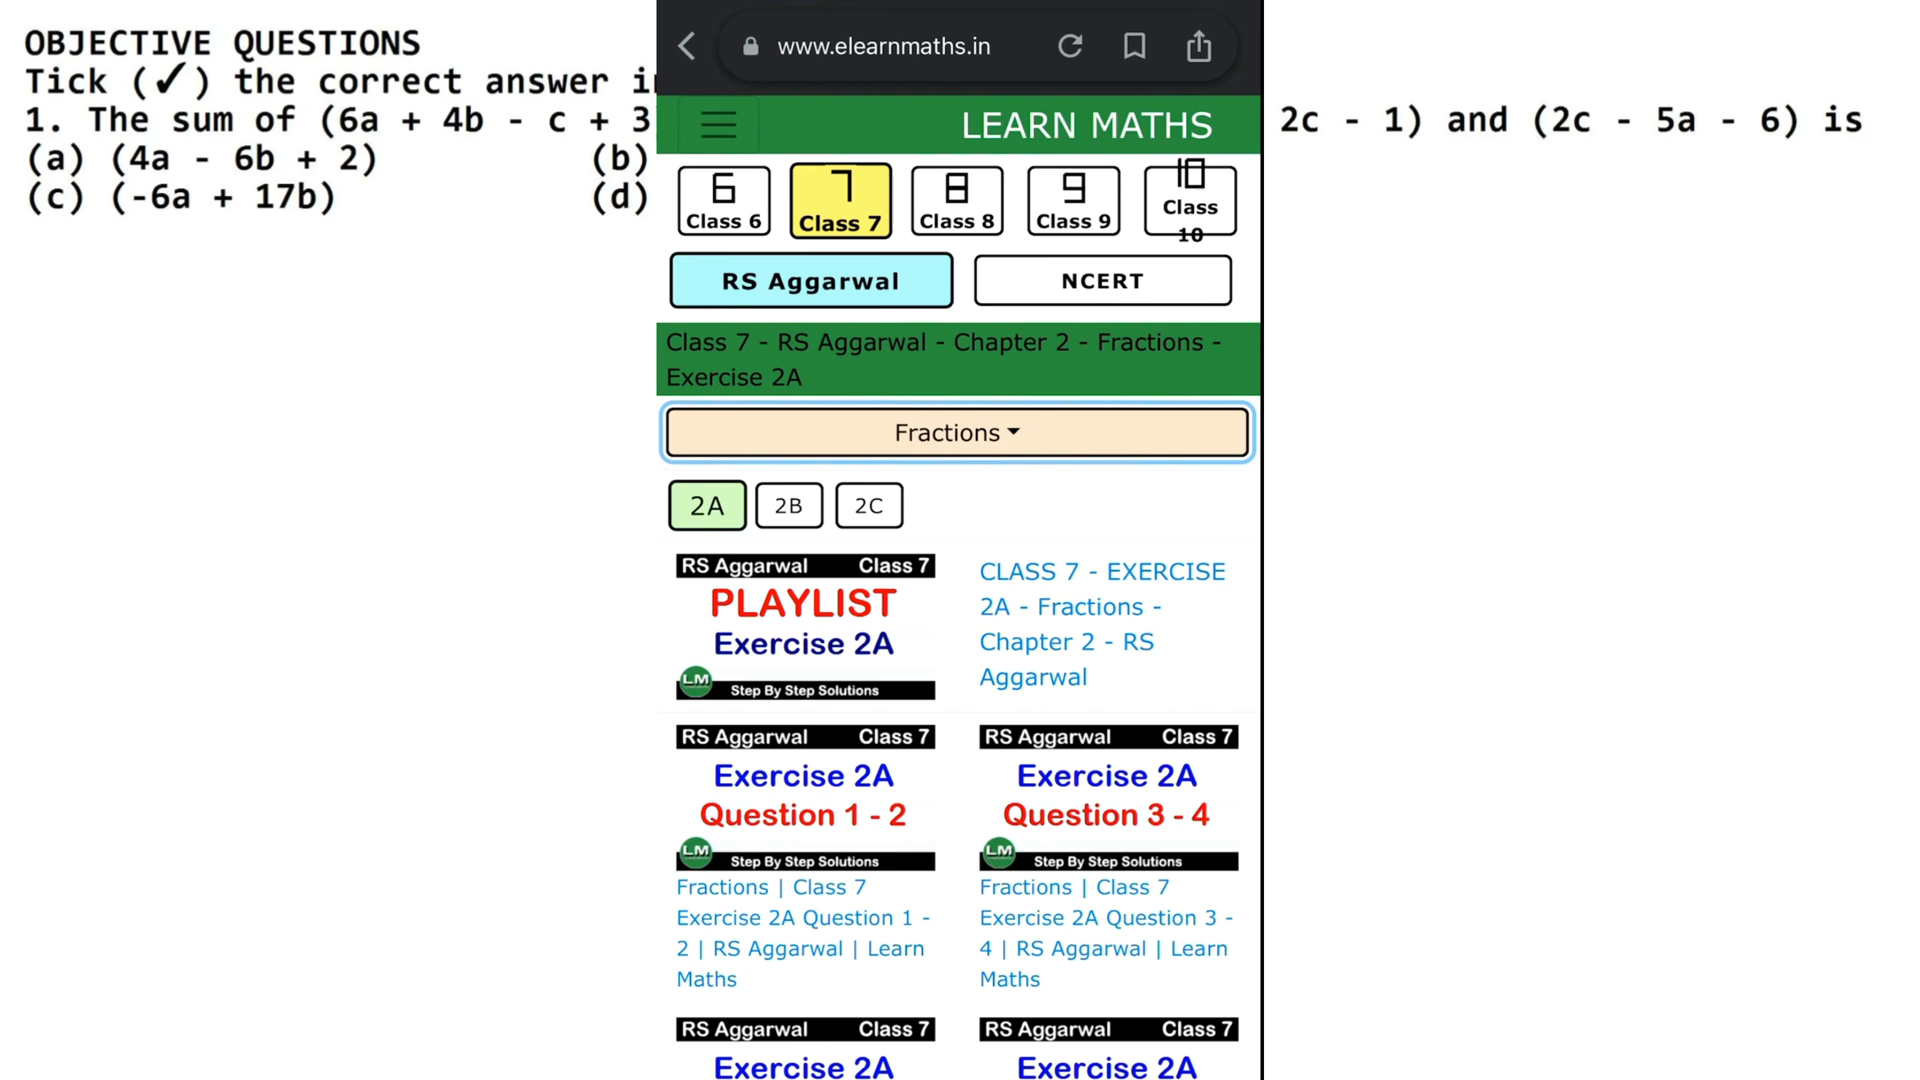 OBJECTIVE QUESTIONS
Tick (✓) the correct answer
1. The sum of (6a + 4b - c + 3 2c - 1) and (2c - 5a - 6) is
(a) (4a - 6b + 2) (b)
(c) (-6a + 17b) (d)
www.elearnmaths.in
LEARN MATHS
6 7 8 9 10
Class 6 Class 7 Class 8 Class 9 Class 10
RS Aggarwal NCERT
Class 7 - RS Aggarwal - Chapter 2 - Fractions -
Exercise 2A
Fractions
2A 2B 2C
RS Aggarwal Class 7
PLAYLIST
Exercise 2A
LM Step By Step Solutions
CLASS 7 - EXERCISE
2A - Fractions -
Chapter 2 - RS
Aggarwal
RS Aggarwal Class 7
Exercise 2A
Question 1 - 2
LM Step By Step Solutions
Fractions | Class 7
Exercise 2A Question 1 -
2 | RS Aggarwal | Learn
Maths
RS Aggarwal Class 7
Exercise 2A
Question 3 - 4
LM Step By Step Solutions
Fractions | Class 7
Exercise 2A Question 3 -
4 | RS Aggarwal | Learn
Maths
RS Aggarwal Class 7
Exercise 2A
RS Aggarwal Class 7
Exercise 2A